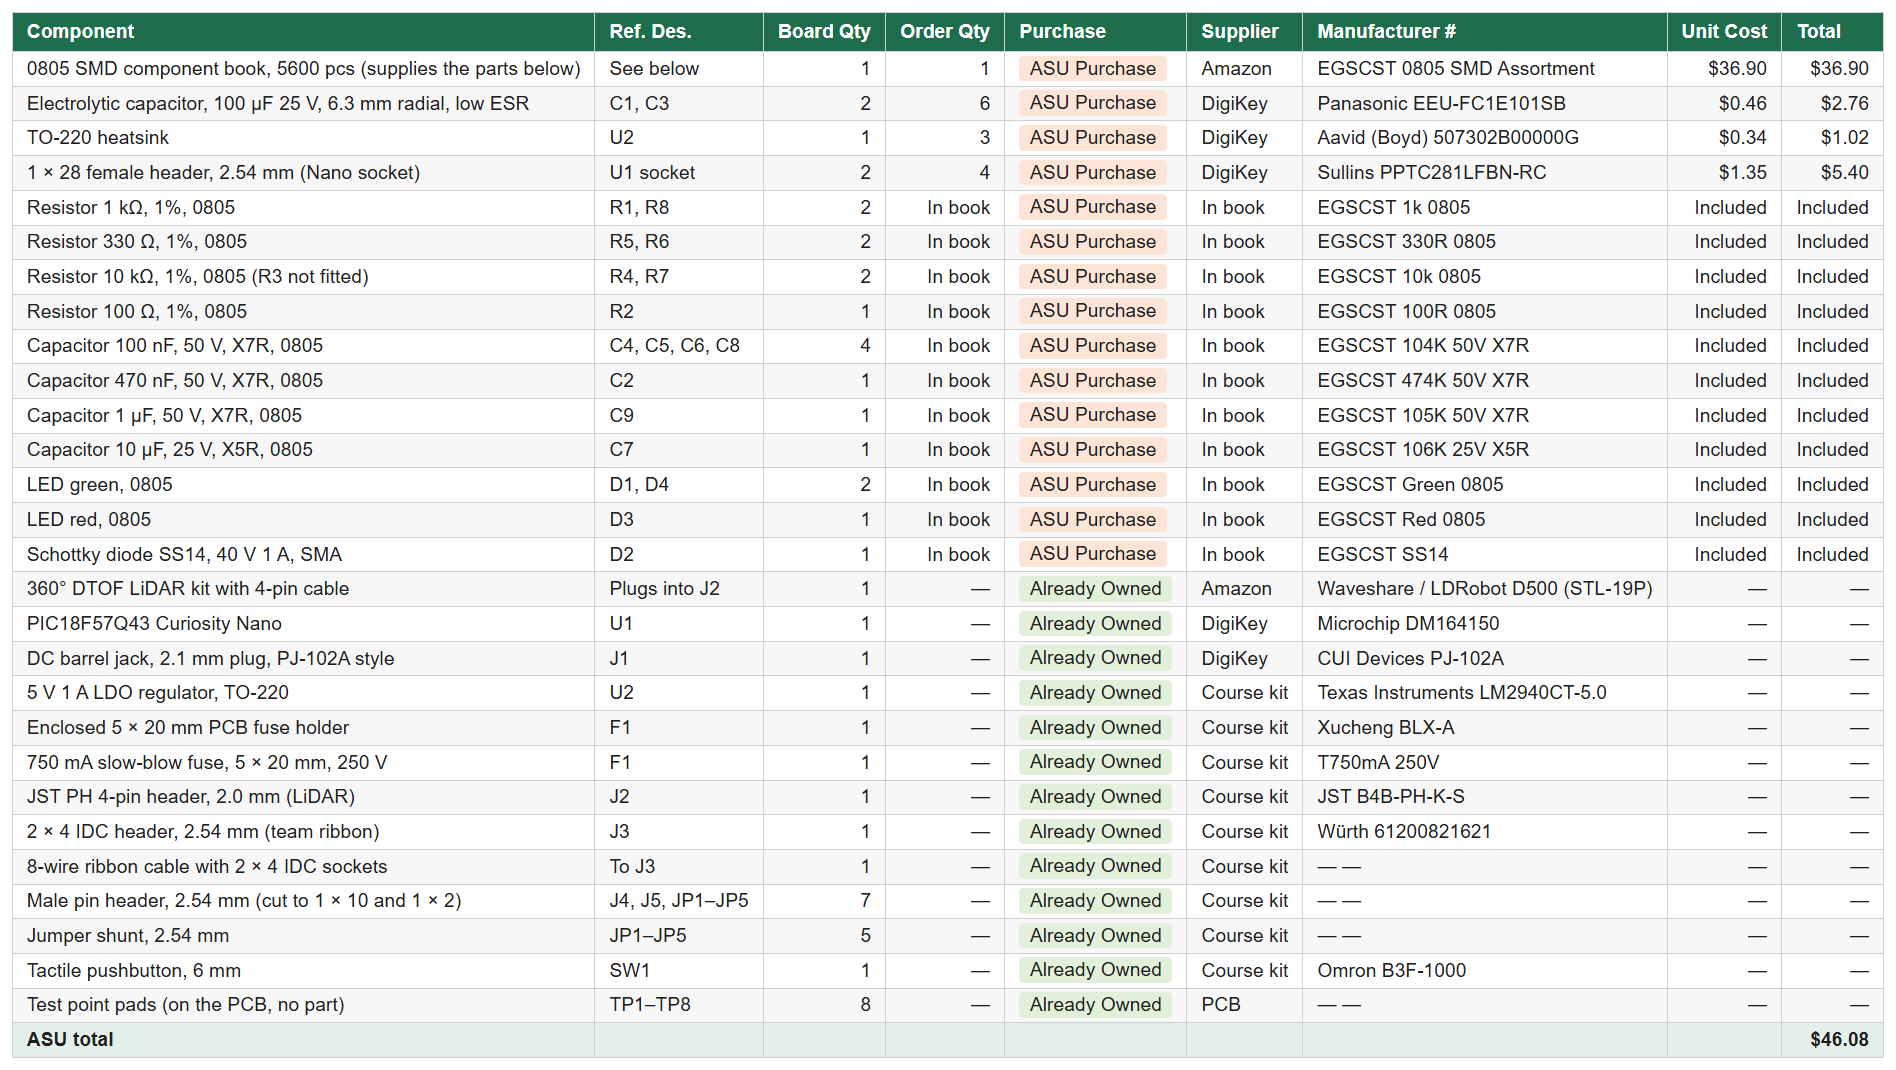 Component Ref. Des. Board Qty Order Qty Purchase Supplier Manufacturer # Unit Cost Total
0805 SMD component book, 5600 pcs (supplies the parts below) See below 1 1 ASU Purchase Amazon EGSCST 0805 SMD Assortment $36.90 $36.90
Electrolytic capacitor, 100 µF 25 V, 6.3 mm radial, low ESR C1, C3 2 6 ASU Purchase DigiKey Panasonic EEU-FC1E101SB $0.46 $2.76
TO-220 heatsink U2 1 3 ASU Purchase DigiKey Aavid (Boyd) 507302B00000G $0.34 $1.02
1 × 28 female header, 2.54 mm (Nano socket) U1 socket 2 4 ASU Purchase DigiKey Sullins PPTC281LFBN-RC $1.35 $5.40
Resistor 1 kΩ, 1%, 0805 R1, R8 2 In book ASU Purchase In book EGSCST 1k 0805 Included Included
Resistor 330 Ω, 1%, 0805 R5, R6 2 In book ASU Purchase In book EGSCST 330R 0805 Included Included
Resistor 10 kΩ, 1%, 0805 (R3 not fitted) R4, R7 2 In book ASU Purchase In book EGSCST 10k 0805 Included Included
Resistor 100 Ω, 1%, 0805 R2 1 In book ASU Purchase In book EGSCST 100R 0805 Included Included
Capacitor 100 nF, 50 V, X7R, 0805 C4, C5, C6, C8 4 In book ASU Purchase In book EGSCST 104K 50V X7R Included Included
Capacitor 470 nF, 50 V, X7R, 0805 C2 1 In book ASU Purchase In book EGSCST 474K 50V X7R Included Included
Capacitor 1 µF, 50 V, X7R, 0805 C9 1 In book ASU Purchase In book EGSCST 105K 50V X7R Included Included
Capacitor 10 µF, 25 V, X5R, 0805 C7 1 In book ASU Purchase In book EGSCST 106K 25V X5R Included Included
LED green, 0805 D1, D4 2 In book ASU Purchase In book EGSCST Green 0805 Included Included
LED red, 0805 D3 1 In book ASU Purchase In book EGSCST Red 0805 Included Included
Schottky diode SS14, 40 V 1 A, SMA D2 1 In book ASU Purchase In book EGSCST SS14 Included Included
360° DTOF LiDAR kit with 4-pin cable Plugs into J2 1 — Already Owned Amazon Waveshare / LDRobot D500 (STL-19P) — —
PIC18F57Q43 Curiosity Nano U1 1 — Already Owned DigiKey Microchip DM164150 — —
DC barrel jack, 2.1 mm plug, PJ-102A style J1 1 — Already Owned DigiKey CUI Devices PJ-102A — —
5 V 1 A LDO regulator, TO-220 U2 1 — Already Owned Course kit Texas Instruments LM2940CT-5.0 — —
Enclosed 5 × 20 mm PCB fuse holder F1 1 — Already Owned Course kit Xucheng BLX-A — —
750 mA slow-blow fuse, 5 × 20 mm, 250 V F1 1 — Already Owned Course kit T750mA 250V — —
JST PH 4-pin header, 2.0 mm (LiDAR) J2 1 — Already Owned Course kit JST B4B-PH-K-S — —
2 × 4 IDC header, 2.54 mm (team ribbon) J3 1 — Already Owned Course kit Würth 61200821621 — —
8-wire ribbon cable with 2 × 4 IDC sockets To J3 1 — Already Owned Course kit — — — —
Male pin header, 2.54 mm (cut to 1 × 10 and 1 × 2) J4, J5, JP1–JP5 7 — Already Owned Course kit — — — —
Jumper shunt, 2.54 mm JP1–JP5 5 — Already Owned Course kit — — — —
Tactile pushbutton, 6 mm SW1 1 — Already Owned Course kit Omron B3F-1000 — —
Test point pads (on the PCB, no part) TP1–TP8 8 — Already Owned PCB — — — —
ASU total $46.08